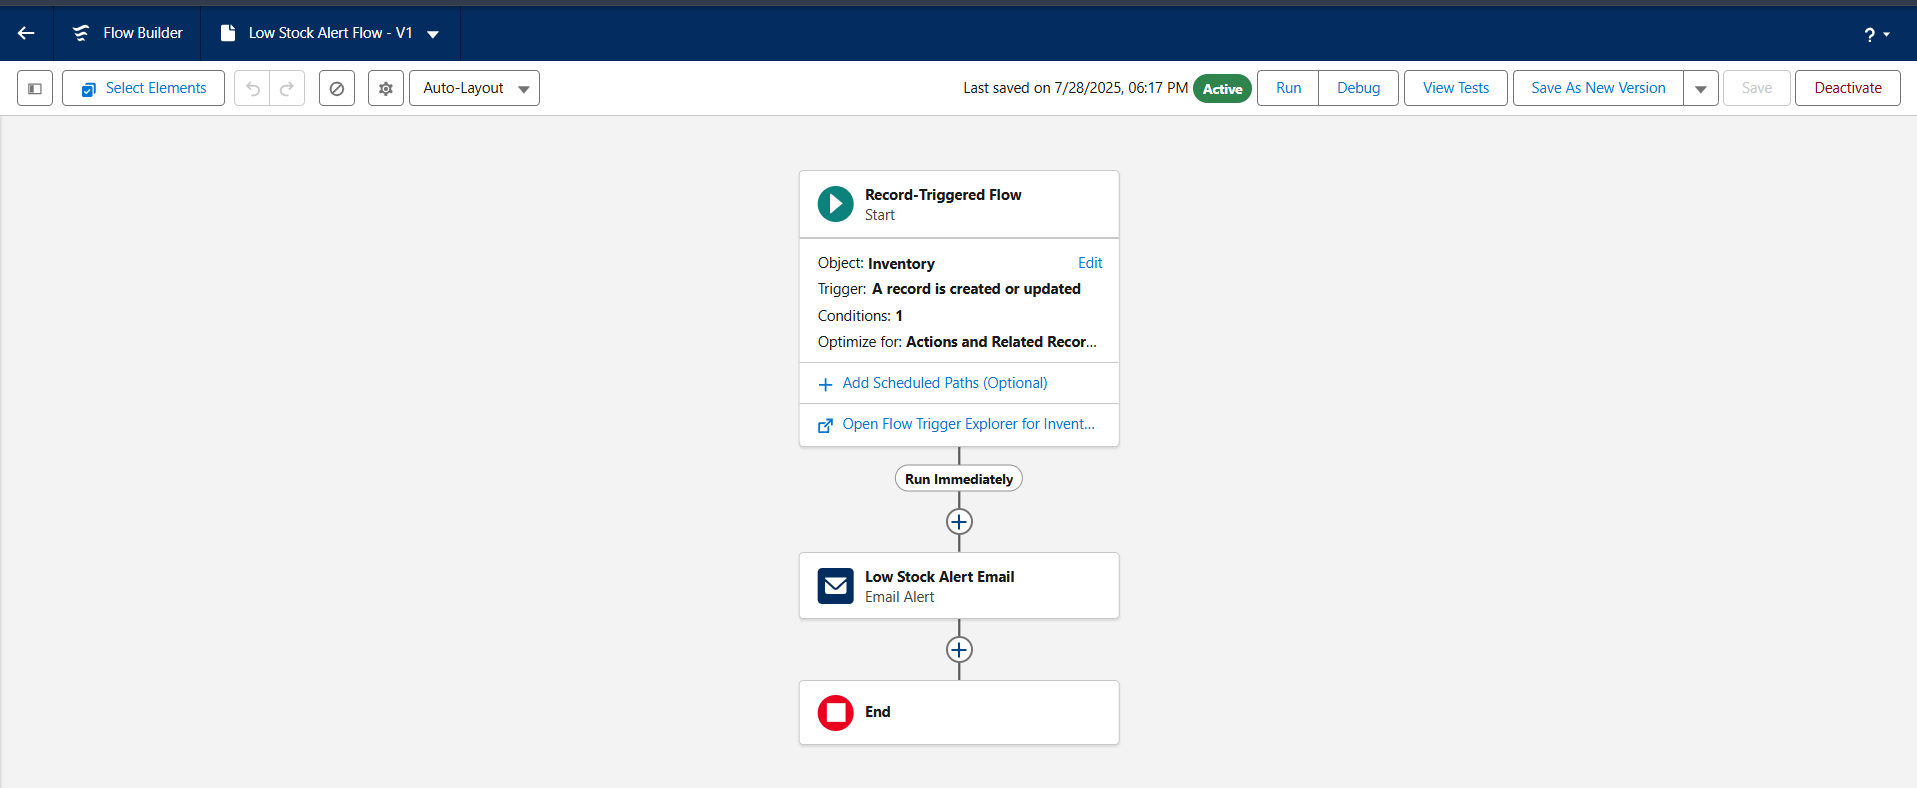 Flow Builder
Low Stock Alert Flow - V1
?
Select Elements
Auto-Layout
Last saved on 7/28/2025, 06:17 PM
Active
Run
Debug
View Tests
Save As New Version
Save
Deactivate
Record-Triggered Flow
Start
Object: Inventory
Edit
Trigger: A record is created or updated
Conditions: 1
Optimize for: Actions and Related Recor...
Add Scheduled Paths (Optional)
Open Flow Trigger Explorer for Invent...
Run Immediately
Low Stock Alert Email
Email Alert
End